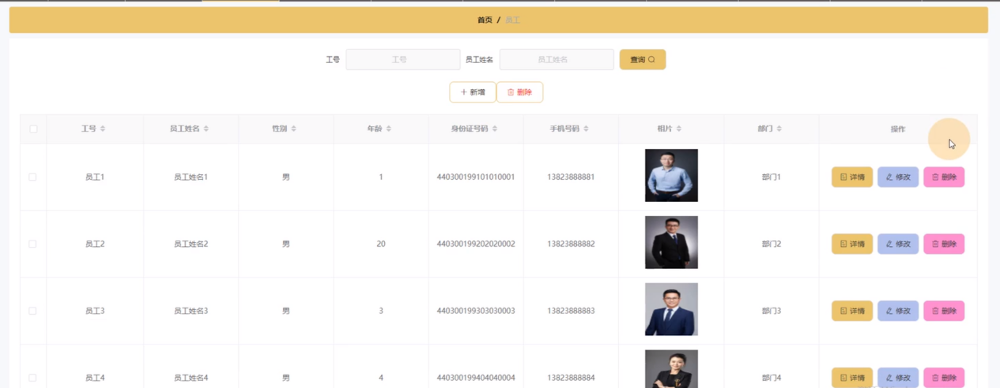 首页 / 员工
工号 工号 员工姓名 员工姓名 查询
+ 新增 删除
工号 员工姓名 性别 年龄 身份证号码 手机号码 相片 部门 操作
员工1 员工姓名1 男 1 440300199101010001 13823888881 部门1 详情 修改 删除
员工2 员工姓名2 男 20 440300199202020002 13823888882 部门2 详情 修改 删除
员工3 员工姓名3 男 3 440300199303030003 13823888883 部门3 详情 修改 删除
员工4 员工姓名4 男 4 440300199404040004 13823888884 部门4 详情 修改 删除